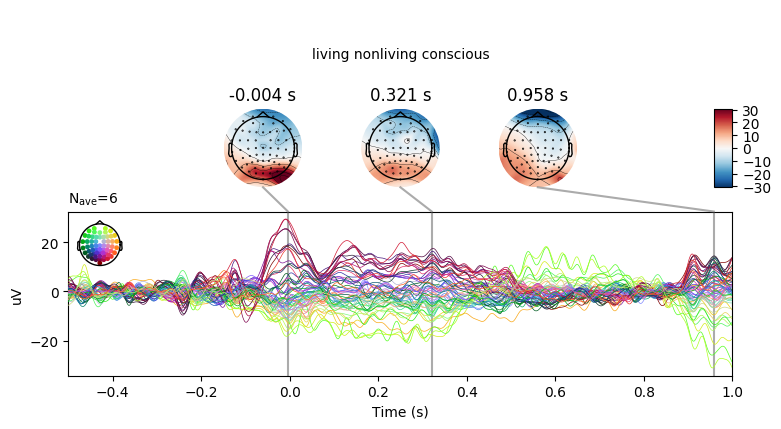 living nonliving conscious
-0.004 s 0.321 s 0.958 s
30
20
10
0
−10
−20
−30
Nave=6
20
0
−20
uV
−0.4 −0.2 0.0 0.2 0.4 0.6 0.8 1.0
Time (s)